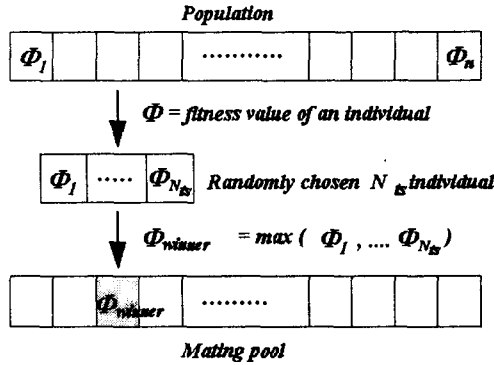 Population
Φ1 ........... Φn
Φ = fitness value of an individual
Φ1 ..... ΦNts Randomly chosen N ts individual
Φwinner = max ( Φ1 , .... ΦNts )
Φwinner .........
Mating pool